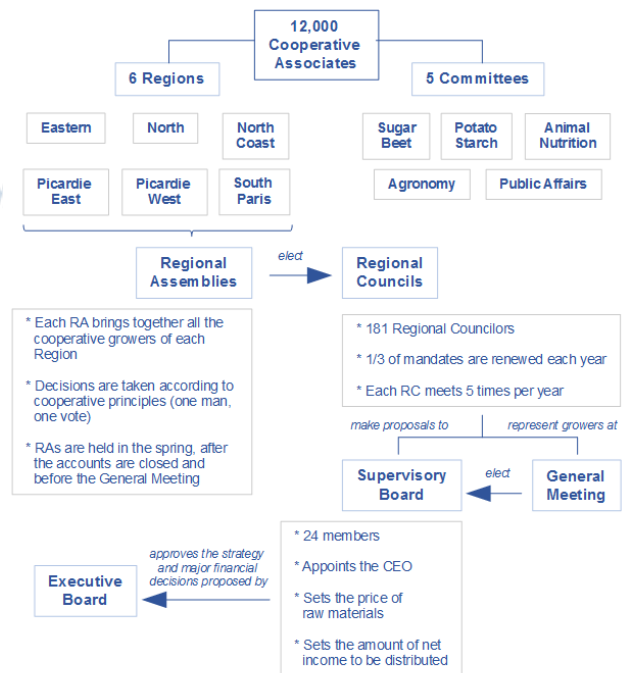 12,000
Cooperative
Associates
6 Regions
5 Committees
Eastern
North
North
Coast
Picardie
East
Picardie
West
South
Paris
Sugar
Beet
Potato
Starch
Animal
Nutrition
Agronomy
Public Affairs
Regional
Assemblies
elect
Regional
Councils
* Each RA brings together all the
cooperative growers of each
Region
* Decisions are taken according to
cooperative principles (one man,
one vote)
* RAs are held in the spring, after
the accounts are closed and
before the General Meeting
* 181 Regional Councilors
* 1/3 of mandates are renewed each year
* Each RC meets 5 times per year
make proposals to
represent growers at
Supervisory
Board
elect
General
Meeting
* 24 members
* Appoints the CEO
* Sets the price of
raw materials
* Sets the amount of net
income to be distributed
approves the strategy
and major financial
decisions proposed by
Executive
Board